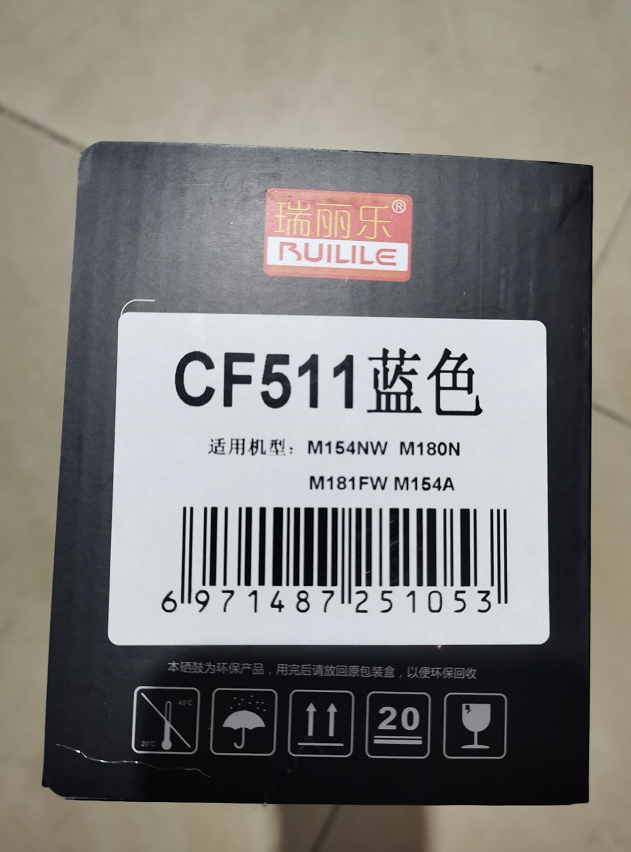 瑞丽乐®
RUILILE
CF511蓝色
适用机型：M154NW M180N
M181FW M154A
6 971487 251053
本硒鼓为环保产品，用完后请放回原包装盒，以便环保回收
40°C
20